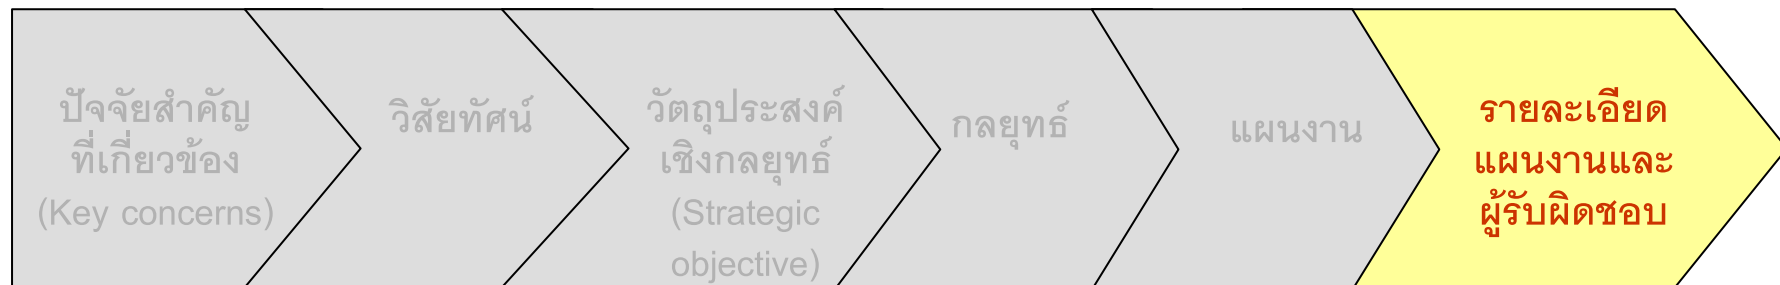 ปัจจัยสำคัญ
ที่เกี่ยวข้อง
(Key concerns)
วิสัยทัศน์
วัตถุประสงค์
เชิงกลยุทธ์
(Strategic
objective)
กลยุทธ์
แผนงาน
รายละเอียด
แผนงานและ
ผู้รับผิดชอบ